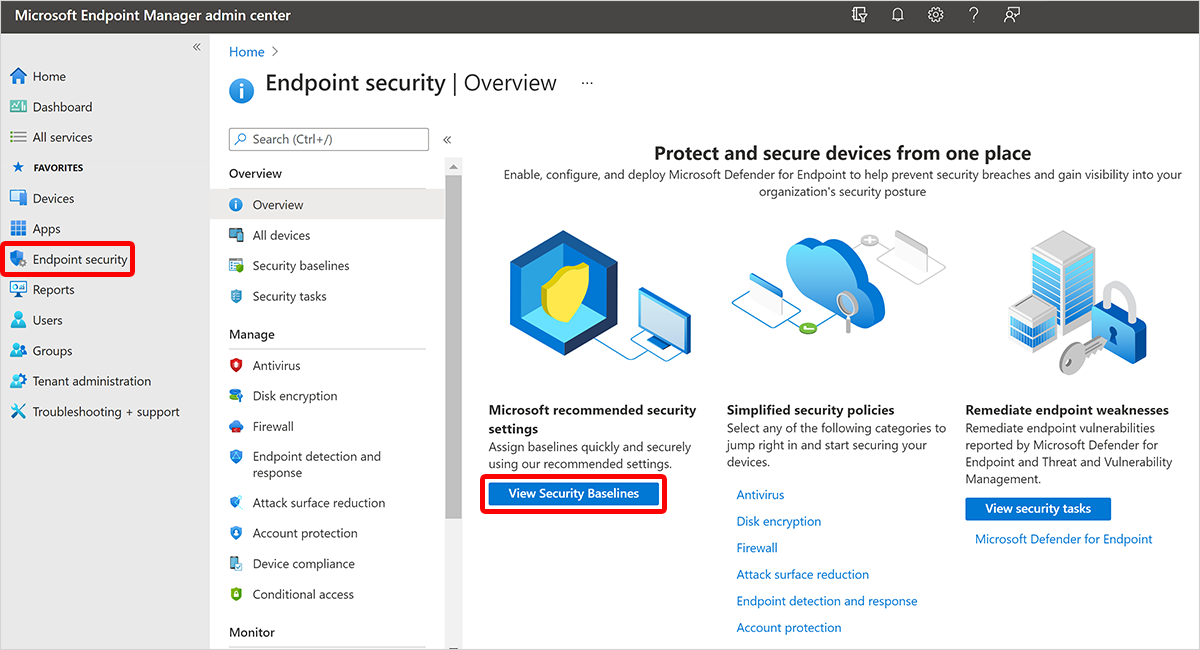 Microsoft Endpoint Manager admin center
Home
Dashboard
All services
FAVORITES
Devices
Apps
Endpoint security
Reports
Users
Groups
Tenant administration
Troubleshooting + support
Home
Endpoint security | Overview
Search (Ctrl+/)
Overview
Overview
All devices
Security baselines
Security tasks
Manage
Antivirus
Disk encryption
Firewall
Endpoint detection and
response
Attack surface reduction
Account protection
Device compliance
Conditional access
Monitor
Protect and secure devices from one place
Enable, configure, and deploy Microsoft Defender for Endpoint to help prevent security breaches and gain visibility into your
organization's security posture
Microsoft recommended security
settings
Assign baselines quickly and securely
using our recommended settings.
View Security Baselines
Simplified security policies
Select any of the following categories to
jump right in and start securing your
devices.
Antivirus
Disk encryption
Firewall
Attack surface reduction
Endpoint detection and response
Account protection
Remediate endpoint weaknesses
Remediate endpoint vulnerabilities
reported by Microsoft Defender for
Endpoint and Threat and Vulnerability
Management.
View security tasks
Microsoft Defender for Endpoint